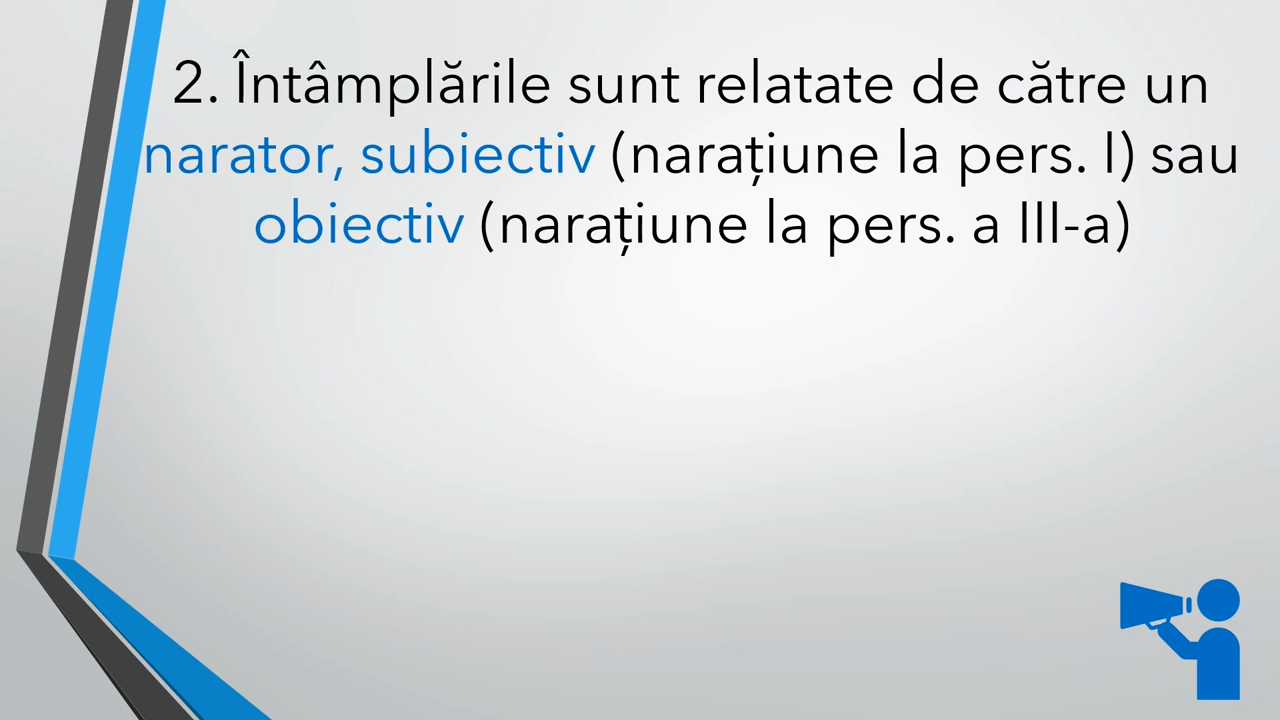 2. Întâmplările sunt relatate de către un
narator, subiectiv (narațiune la pers. I) sau
obiectiv (narațiune la pers. a III-a)